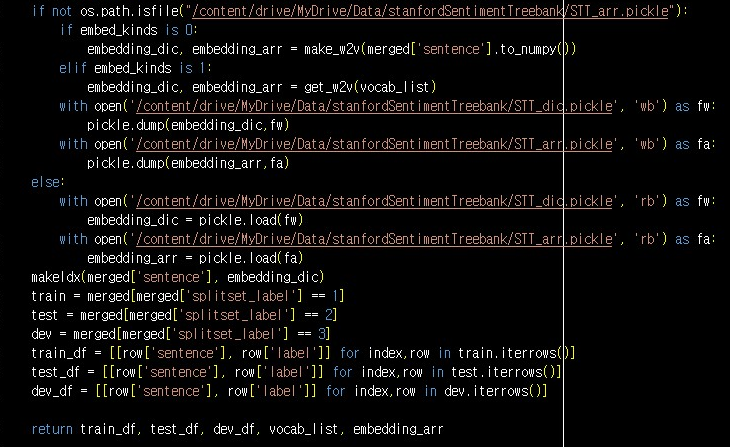 if not os.path.isfile("/content/drive/MyDrive/Data/stanfordSentimentTreebank/STT_arr.pickle"):
    if embed_kinds is 0:
        embedding_dic, embedding_arr = make_w2v(merged['sentence'].to_numpy())
    elif embed_kinds is 1:
        embedding_dic, embedding_arr = get_w2v(vocab_list)
    with open('/content/drive/MyDrive/Data/stanfordSentimentTreebank/STT_dic.pickle', 'wb') as fw:
        pickle.dump(embedding_dic,fw)
    with open('/content/drive/MyDrive/Data/stanfordSentimentTreebank/STT_arr.pickle', 'wb') as fa:
        pickle.dump(embedding_arr,fa)
else:
    with open('/content/drive/MyDrive/Data/stanfordSentimentTreebank/STT_dic.pickle', 'rb') as fw:
        embedding_dic = pickle.load(fw)
    with open('/content/drive/MyDrive/Data/stanfordSentimentTreebank/STT_arr.pickle', 'rb') as fa:
        embedding_arr = pickle.load(fa)
makeIdx(merged['sentence'], embedding_dic)
train = merged[merged['splitset_label'] == 1]
test = merged[merged['splitset_label'] == 2]
dev = merged[merged['splitset_label'] == 3]
train_df = [[row['sentence'], row['label']] for index,row in train.iterrows()]
test_df = [[row['sentence'], row['label']] for index,row in test.iterrows()]
dev_df = [[row['sentence'], row['label']] for index,row in dev.iterrows()]
return train_df, test_df, dev_df, vocab_list, embedding_arr